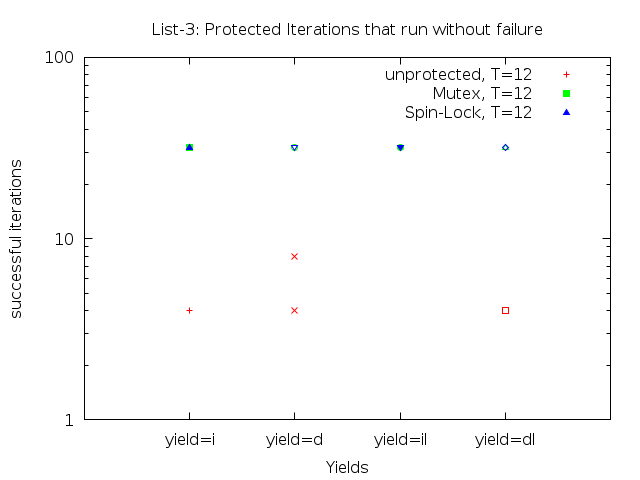 List-3: Protected Iterations that run without failure
100
10
1
successful iterations
unprotected, T=12
Mutex, T=12
Spin-Lock, T=12
yield=i
yield=d
yield=il
yield=dl
Yields